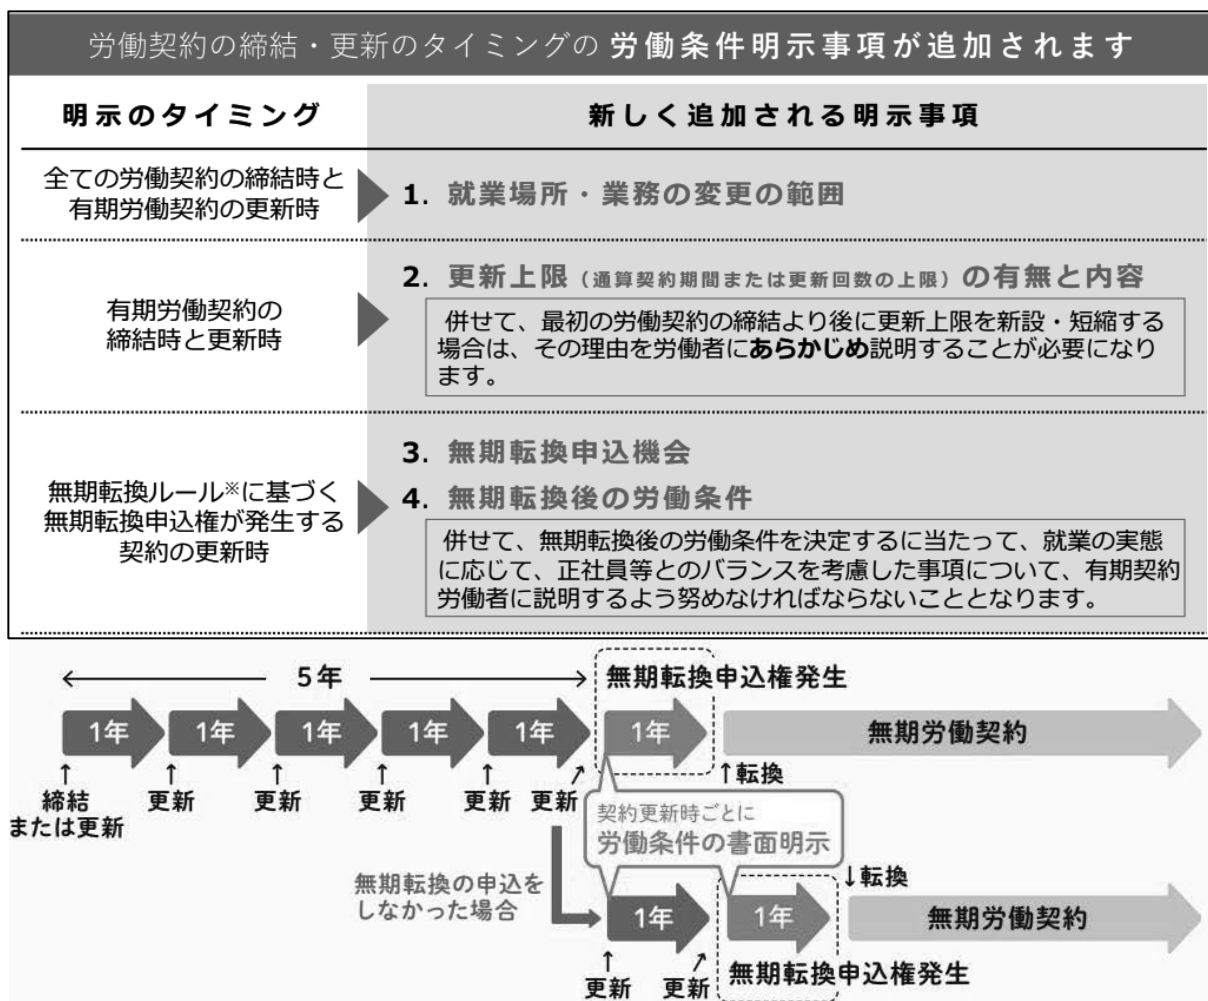 労働契約の締結・更新のタイミングの 労働条件明示事項が追加されます
明示のタイミング
新しく追加される明示事項
全ての労働契約の締結時と
有期労働契約の更新時
1. 就業場所・業務の変更の範囲
有期労働契約の
締結時と更新時
2. 更新上限（通算契約期間または更新回数の上限）の有無と内容
併せて、最初の労働契約の締結より後に更新上限を新設・短縮する
場合は、その理由を労働者にあらかじめ説明することが必要になり
ます。
無期転換ルール※に基づく
無期転換申込権が発生する
契約の更新時
3. 無期転換申込機会
4. 無期転換後の労働条件
併せて、無期転換後の労働条件を決定するに当たって、就業の実態
に応じて、正社員等とのバランスを考慮した事項について、有期契約
労働者に説明するよう努めなければならないこととなります。
← 5年 →
無期転換申込権発生
1年 1年 1年 1年 1年 1年
無期労働契約
↑ ↑ ↑ ↑ ↑ ↗ ↑転換
締結
または更新
更新 更新 更新 更新 更新
契約更新時ごとに
労働条件の書面明示
無期転換の申込を
しなかった場合
↓転換
1年 1年
無期労働契約
↑ ↗
更新 更新
無期転換申込権発生